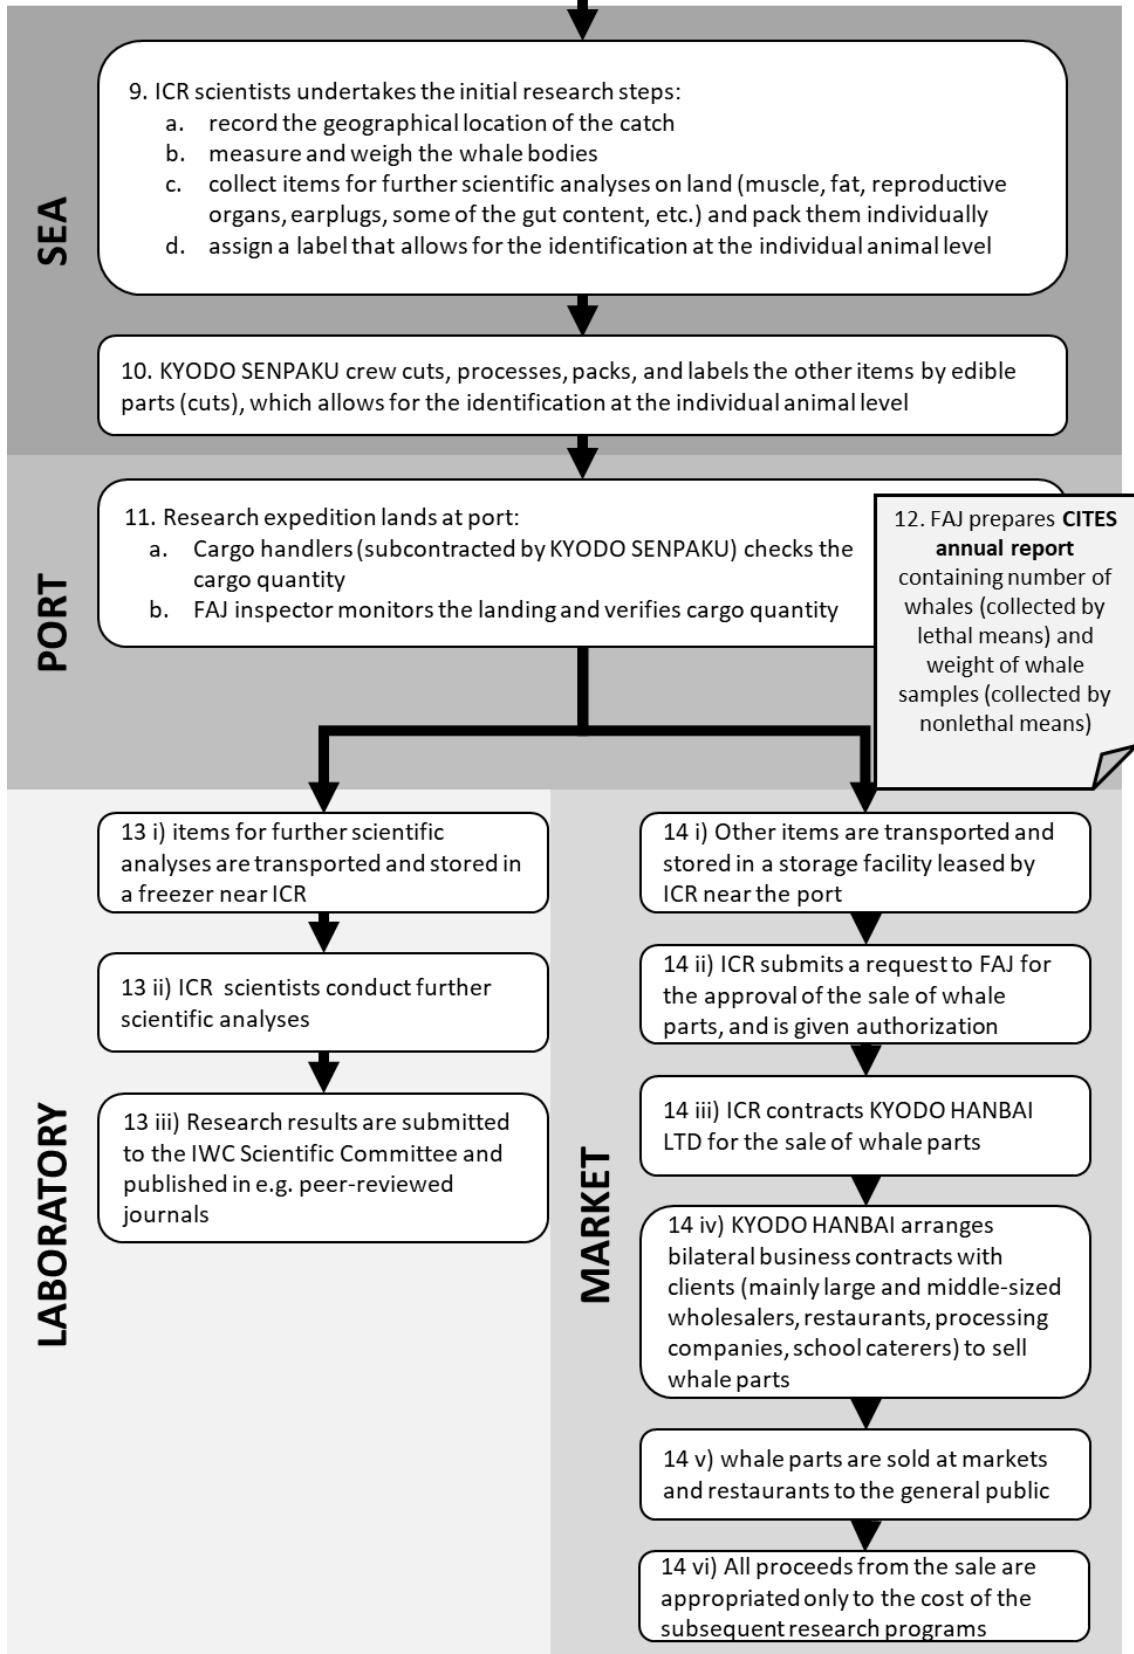 SEA
9. ICR scientists undertakes the initial research steps:
a. record the geographical location of the catch
b. measure and weigh the whale bodies
c. collect items for further scientific analyses on land (muscle, fat, reproductive
organs, earplugs, some of the gut content, etc.) and pack them individually
d. assign a label that allows for the identification at the individual animal level
10. KYODO SENPAKU crew cuts, processes, packs, and labels the other items by edible
parts (cuts), which allows for the identification at the individual animal level
PORT
11. Research expedition lands at port:
a. Cargo handlers (subcontracted by KYODO SENPAKU) checks the
cargo quantity
b. FAJ inspector monitors the landing and verifies cargo quantity
12. FAJ prepares CITES
annual report
containing number of
whales (collected by
lethal means) and
weight of whale
samples (collected by
nonlethal means)
LABORATORY
13 i) items for further scientific
analyses are transported and stored in
a freezer near ICR
13 ii) ICR scientists conduct further
scientific analyses
13 iii) Research results are submitted
to the IWC Scientific Committee and
published in e.g. peer-reviewed
journals
MARKET
14 i) Other items are transported and
stored in a storage facility leased by
ICR near the port
14 ii) ICR submits a request to FAJ for
the approval of the sale of whale
parts, and is given authorization
14 iii) ICR contracts KYODO HANBAI
LTD for the sale of whale parts
14 iv) KYODO HANBAI arranges
bilateral business contracts with
clients (mainly large and middle-sized
wholesalers, restaurants, processing
companies, school caterers) to sell
whale parts
14 v) whale parts are sold at markets
and restaurants to the general public
14 vi) All proceeds from the sale are
appropriated only to the cost of the
subsequent research programs